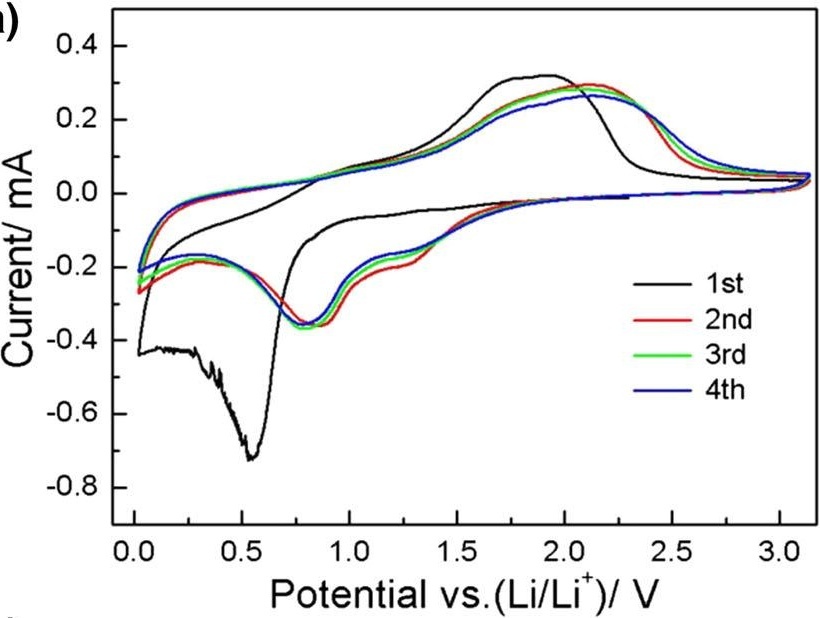 a)
0.4
0.2
0.0
-0.2
-0.4
-0.6
-0.8
Current/ mA
1st
2nd
3rd
4th
0.0 0.5 1.0 1.5 2.0 2.5 3.0
Potential vs.(Li/Li⁺)/ V